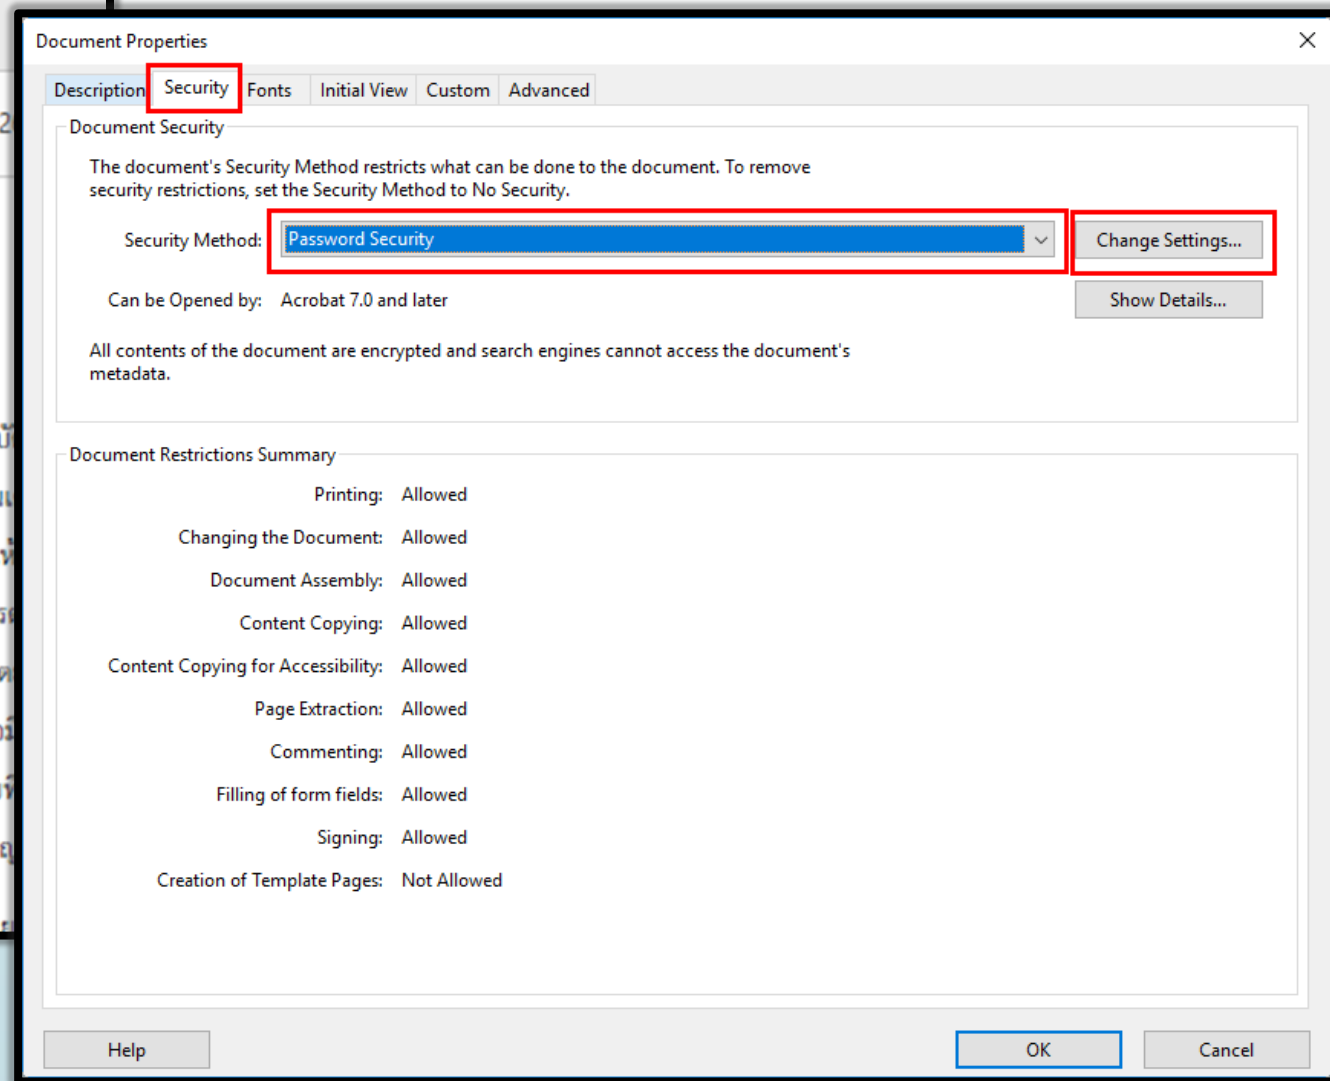 Document Properties
Description Security Fonts Initial View Custom Advanced
Document Security
The document's Security Method restricts what can be done to the document. To remove
security restrictions, set the Security Method to No Security.
Security Method: Password Security Change Settings...
Can be Opened by: Acrobat 7.0 and later Show Details...
All contents of the document are encrypted and search engines cannot access the document's
metadata.
Document Restrictions Summary
Printing: Allowed
Changing the Document: Allowed
Document Assembly: Allowed
Content Copying: Allowed
Content Copying for Accessibility: Allowed
Page Extraction: Allowed
Commenting: Allowed
Filling of form fields: Allowed
Signing: Allowed
Creation of Template Pages: Not Allowed
Help OK Cancel